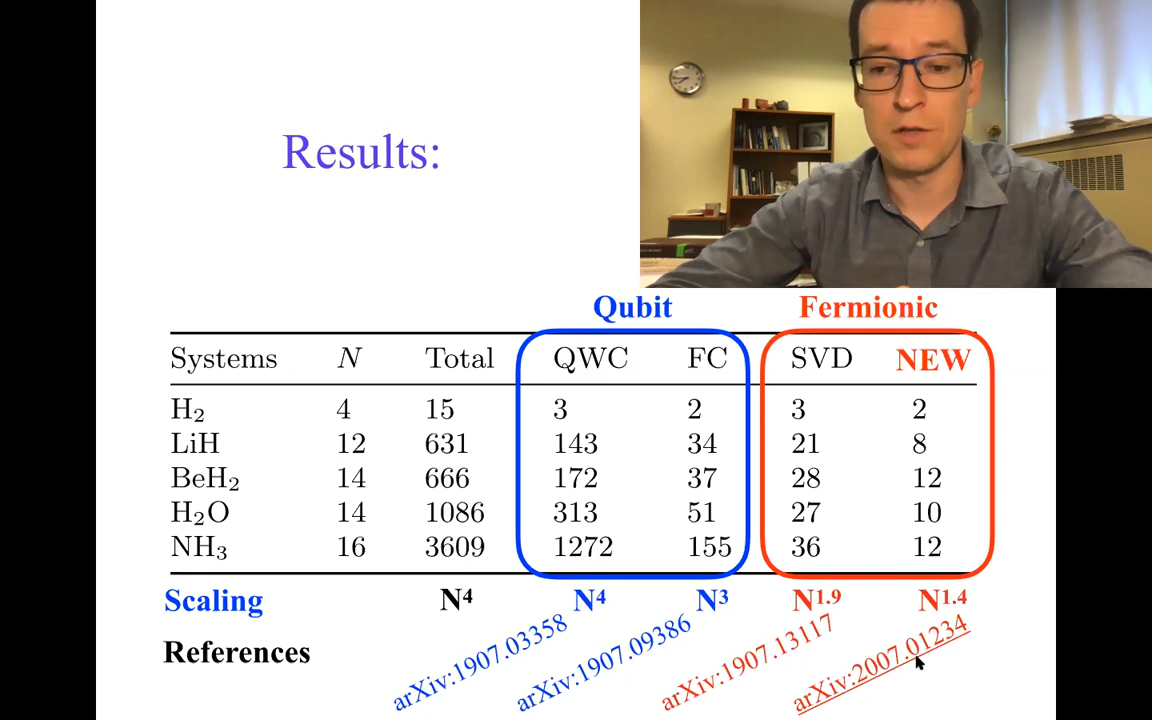 Results:
Qubit Fermionic
Systems N Total QWC FC SVD NEW
H₂ 4 15 3 2 3 2
LiH 12 631 143 34 21 8
BeH₂ 14 666 172 37 28 12
H₂O 14 1086 313 51 27 10
NH₃ 16 3609 1272 155 36 12
Scaling N⁴ N⁴ N³ N¹·⁹ N¹·⁴
References arXiv:1907.03358 arXiv:1907.09386 arXiv:1907.13117 arXiv:2007.01234